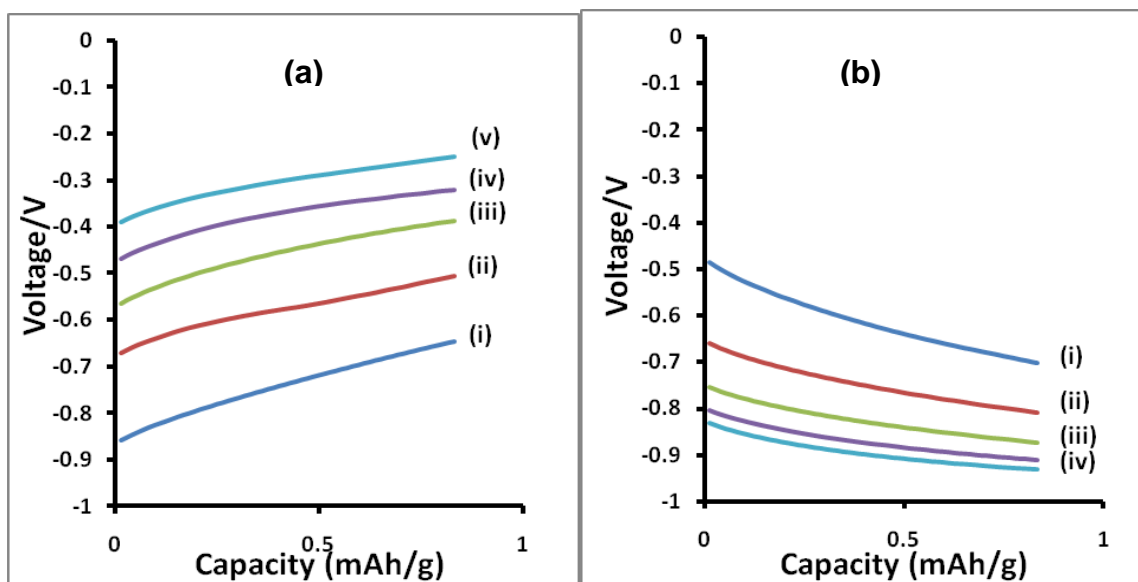 (a)
0
-0.1
-0.2
-0.3
-0.4
-0.5
-0.6
-0.7
-0.8
-0.9
-1
Voltage/V
(v)
(iv)
(iii)
(ii)
(i)
0 0.5 1
Capacity (mAh/g)
(b)
0
-0.1
-0.2
-0.3
-0.4
-0.5
-0.6
-0.7
-0.8
-0.9
-1
Voltage/V
(i)
(ii)
(iii)
(iv)
0 0.5 1
Capacity (mAh/g)